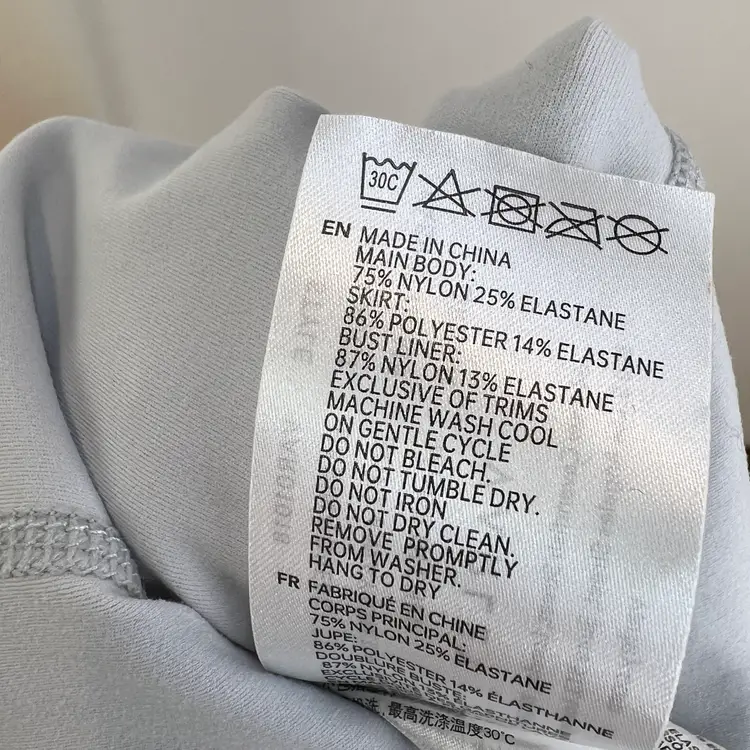 30C
EN MADE IN CHINA
MAIN BODY:
75% NYLON 25% ELASTANE
SKIRT:
86% POLYESTER 14% ELASTANE
BUST LINER:
87% NYLON 13% ELASTANE
EXCLUSIVE OF TRIMS
MACHINE WASH COOL
ON GENTLE CYCLE
DO NOT BLEACH.
DO NOT TUMBLE DRY.
DO NOT IRON
DO NOT DRY CLEAN.
REMOVE PROMPTLY
FROM WASHER.
HANG TO DRY
FR FABRIQUÉ EN CHINE
CORPS PRINCIPAL:
75% NYLON 25% ELASTANE
JUPE:
86% POLYESTER 14% ÉLASTHANNE
DOUBLURE BUSTE:
87% NYLON 13% ÉLASTHANNE
最高洗涤温度30℃